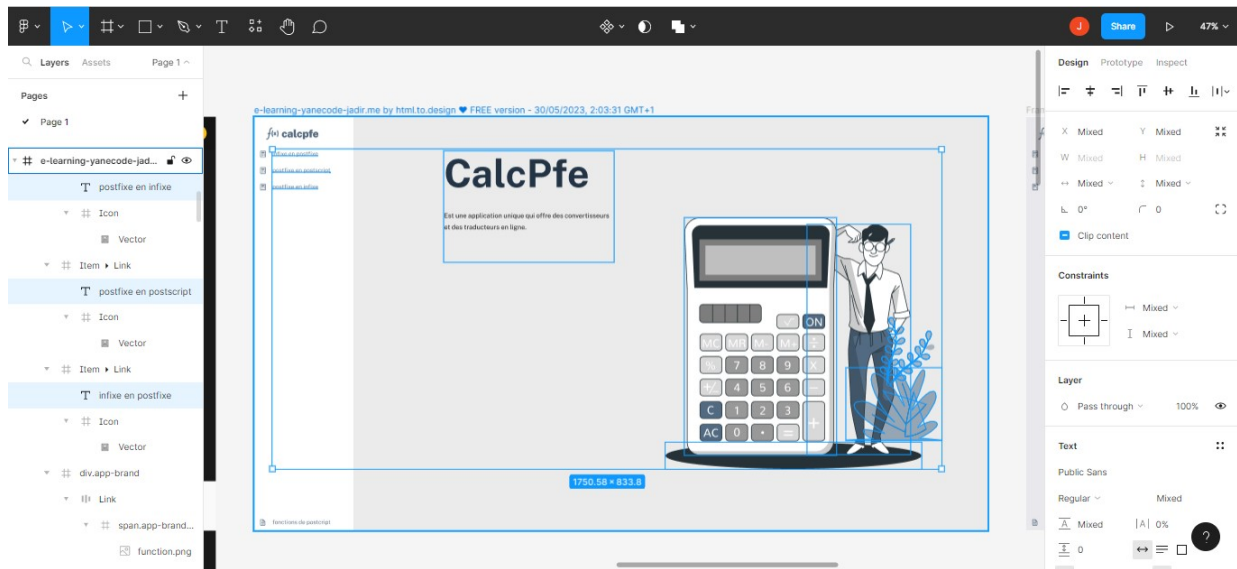 J
Share
47%
Layers
Assets
Page 1
Pages
Page 1
e-learning-yanecode-jad...
postfixe en infixe
Icon
Vector
Item ▸ Link
postfixe en postscript
Icon
Vector
Item ▸ Link
infixe en postfixe
Icon
Vector
div.app-brand
Link
span.app-brand...
function.png
e-learning-yanecode-jadir.me by html.to.design ♥ FREE version - 30/05/2023, 2:03:31 GMT+1
f(x) calcpfe
infixe en postfixe
postfixe en postscript
postfixe en infixe
CalcPfe
Est une application unique qui offre des convertisseurs
et des traducteurs en ligne.
ON
MC MR M- M+ ÷
% 7 8 9 X
+/- 4 5 6 −
C 1 2 3 +
AC 0 • =
1750.58 × 833.8
fonctions de postcript
Fran
Design Prototype Inspect
X Mixed Y Mixed
W Mixed H Mixed
Mixed Mixed
0° 0
Clip content
Constraints
Mixed
Mixed
Layer
Pass through 100%
Text
Public Sans
Regular Mixed
Mixed |A| 0%
0
?